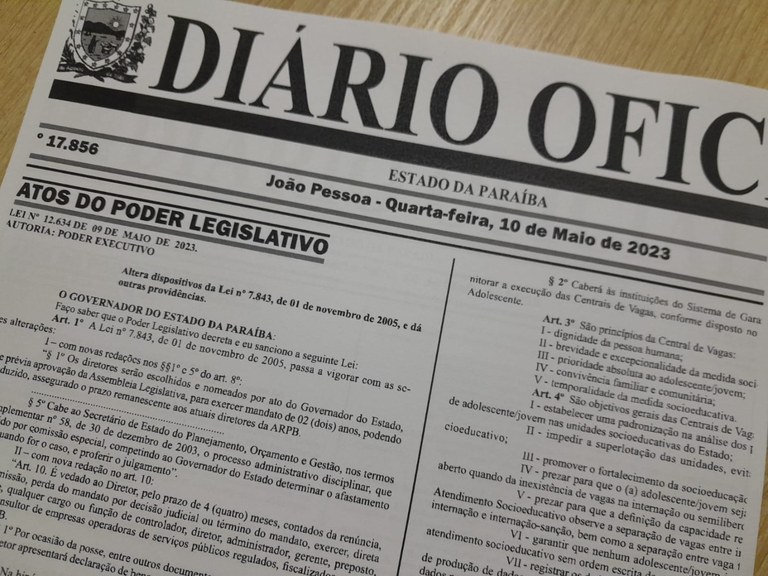 DIÁRIO OFIC
ESTADO DA PARAÍBA
º 17.856
João Pessoa - Quarta-feira, 10 de Maio de 2023
ATOS DO PODER LEGISLATIVO
LEI Nº 12.634 DE 09 DE MAIO DE 2023.
AUTORIA: PODER EXECUTIVO
Altera dispositivos da Lei nº 7.843, de 01 de novembro de 2005, e dá
outras providências.
O GOVERNADOR DO ESTADO DA PARAÍBA:
Faço saber que o Poder Legislativo decreta e eu sanciono a seguinte Lei:
Art. 1º A Lei nº 7.843, de 01 de novembro de 2005, passa a vigorar com as se-
es alterações:
I – com novas redações nos §§1º e 5º do art. 8º:
"§ 1º Os diretores serão escolhidos e nomeados por ato do Governador do Estado,
e prévia aprovação da Assembleia Legislativa, para exercer mandato de 02 (dois) anos, podendo
duzido, assegurado o prazo remanescente aos atuais diretores da ARPB.
§ 5º Cabe ao Secretário de Estado do Planejamento, Orçamento e Gestão, nos termos
plementar nº 58, de 30 de dezembro de 2003, o processo administrativo disciplinar, que
do por comissão especial, competindo ao Governador do Estado determinar o afastamento
uando for o caso, e proferir o julgamento".
II – com nova redação no art. 10:
"Art. 10. É vedado ao Diretor, pelo prazo de 4 (quatro) meses, contados da renúncia,
missão, perda do mandato por decisão judicial ou término do mandato, exercer, direta
qualquer cargo ou função de controlador, diretor, administrador, gerente, preposto,
nsultor de empresas operadoras de serviços públicos regulados, fiscalizados
B.
1º Por ocasião da posse, entre outros documen
etor apresentará declaração de
§ 2º Caberá às instituições do Sistema de Gara
nitorar a execução das Centrais de Vagas, conforme disposto no
Adolescente.
Art. 3º São princípios da Central de Vagas:
I - dignidade da pessoa humana;
II - brevidade e excepcionalidade da medida soci
III - prioridade absoluta ao adolescente/jovem;
IV - convivência familiar e comunitária;
V - temporalidade da medida socioeducativa.
Art. 4º São objetivos gerais das Centrais de Vag
I - estabelecer uma padronização na análise dos
de adolescente/jovem nas unidades socioeducativas do Estado;
II - impedir a superlotação das unidades, evit
cioeducativo;
III - promover o fortalecimento da socioeducaçã
IV - prezar para que o (a) adolescente/jovem sej
aberto quando da inexistência de vagas na internação ou semilibert
V - prezar para que a definição da capacidade re
Atendimento Socioeducativo observe a separação de vagas entre i
internação e internação-sanção, bem como a separação entre vaga
VI - garantir que nenhum adolescente/jovem
atendimento socioeducativo sem ordem escrita d
VII - registrar os
de produção de dados